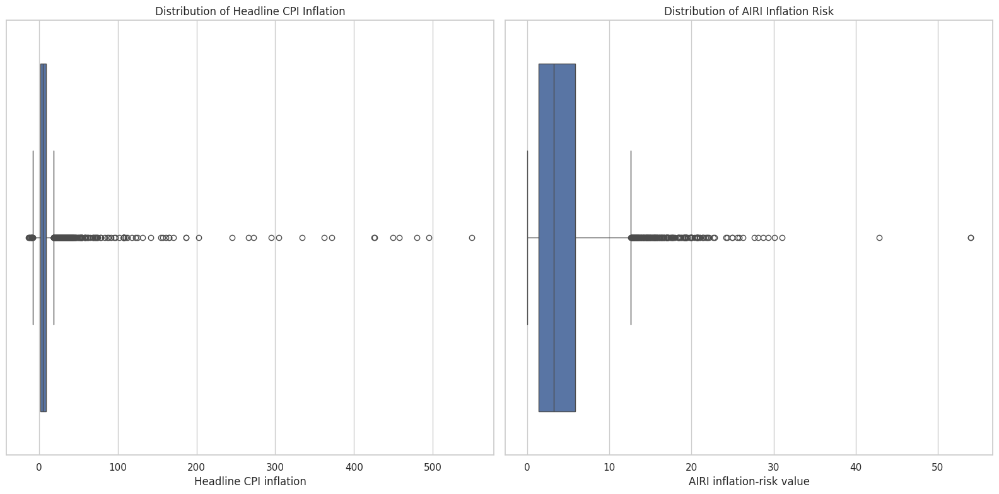 Distribution of Headline CPI Inflation
0 100 200 300 400 500
Headline CPI inflation
Distribution of AIRI Inflation Risk
0 10 20 30 40 50
AIRI inflation-risk value